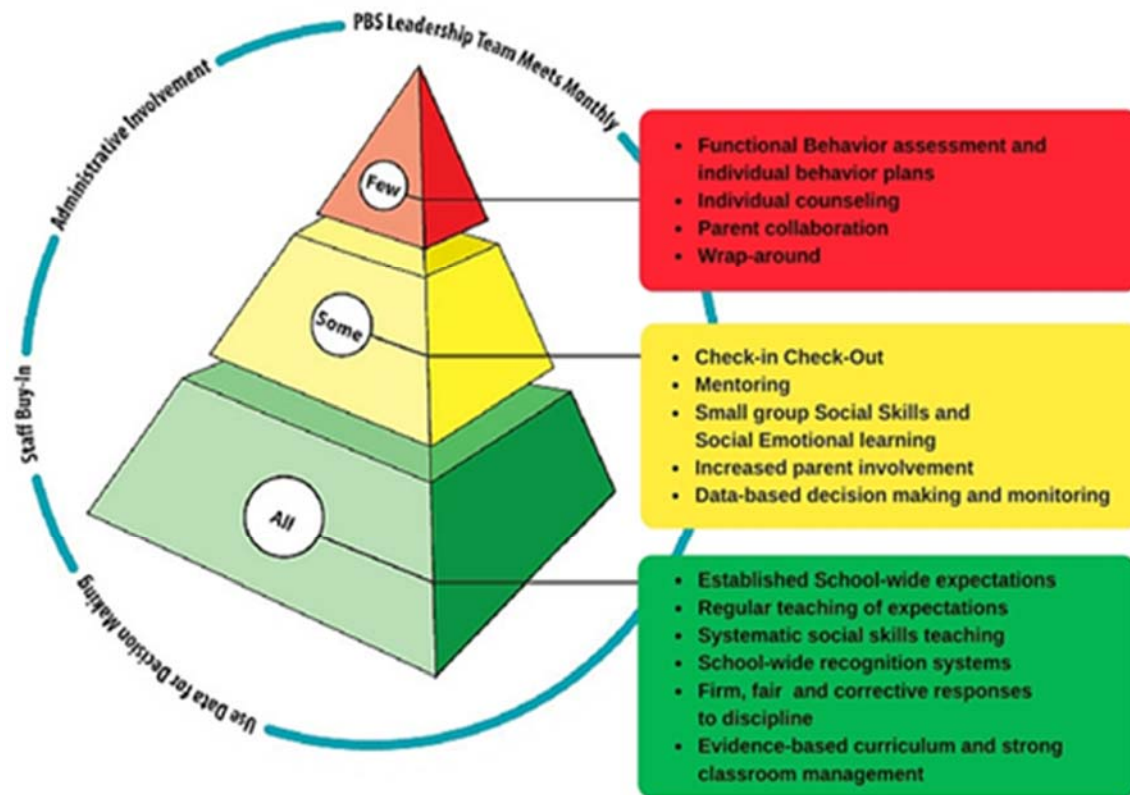 PBS Leadership Team Meets Monthly
Administrative Involvement
Staff Buy-In
Use Data for Decision Making
Few
Some
All
• Functional Behavior assessment and
individual behavior plans
• Individual counseling
• Parent collaboration
• Wrap-around
• Check-in Check-Out
• Mentoring
• Small group Social Skills and
Social Emotional learning
• Increased parent involvement
• Data-based decision making and monitoring
• Established School-wide expectations
• Regular teaching of expectations
• Systematic social skills teaching
• School-wide recognition systems
• Firm, fair and corrective responses
to discipline
• Evidence-based curriculum and strong
classroom management